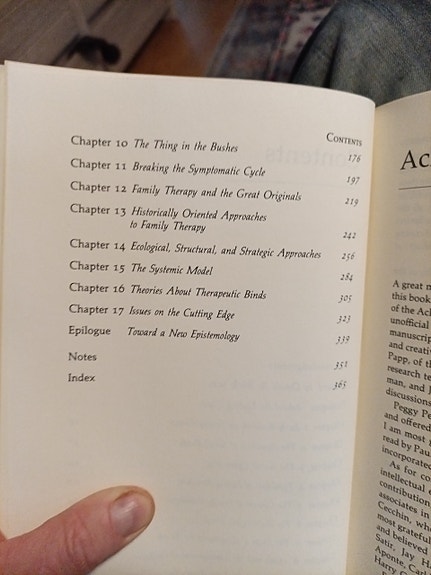 CONTENTS
Chapter 10 The Thing in the Bushes 176
Chapter 11 Breaking the Symptomatic Cycle 197
Chapter 12 Family Therapy and the Great Originals 219
Chapter 13 Historically Oriented Approaches
to Family Therapy 242
Chapter 14 Ecological, Structural, and Strategic Approaches 256
Chapter 15 The Systemic Model 284
Chapter 16 Theories About Therapeutic Binds 305
Chapter 17 Issues on the Cutting Edge 323
Epilogue Toward a New Epistemology 339
Notes 351
Index 365
Ac
A great m
this book
of the Ac
unofficial
manuscrip
and creativ
Papp, of th
research te
man, and J
discussions
Peggy Pe
and offered
I am most
read by Pau
incorporated
As for co
intellectual
contribution
associates in
Cecchin, wh
most grateful
and believed
Satir, Jay H
Aponte, Carl
Harry G